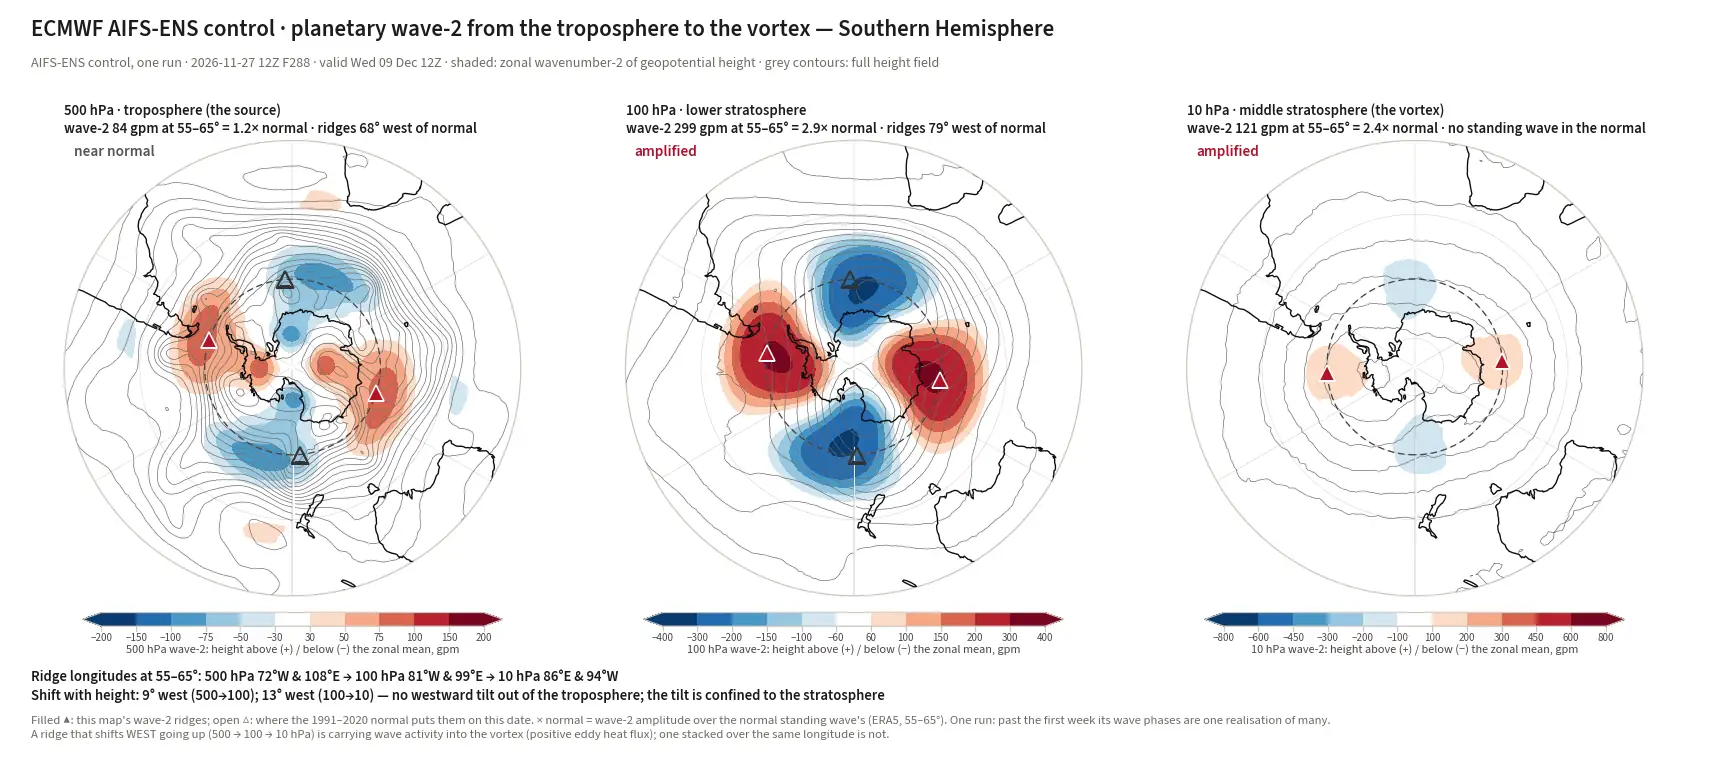 ECMWF AIFS-ENS control · planetary wave-2 from the troposphere to the vortex — Southern Hemisphere
AIFS-ENS control, one run · 2026-11-27 12Z F288 · valid Wed 09 Dec 12Z · shaded: zonal wavenumber-2 of geopotential height · grey contours: full height field
500 hPa · troposphere (the source)
wave-2 84 gpm at 55–65° = 1.2× normal · ridges 68° west of normal
near normal
100 hPa · lower stratosphere
wave-2 299 gpm at 55–65° = 2.9× normal · ridges 79° west of normal
amplified
10 hPa · middle stratosphere (the vortex)
wave-2 121 gpm at 55–65° = 2.4× normal · no standing wave in the normal
amplified
−200 −150 −100 −75 −50 −30 30 50 75 100 150 200
500 hPa wave-2: height above (+) / below (−) the zonal mean, gpm
−400 −300 −200 −150 −100 −60 60 100 150 200 300 400
100 hPa wave-2: height above (+) / below (−) the zonal mean, gpm
−800 −600 −450 −300 −200 −100 100 200 300 450 600 800
10 hPa wave-2: height above (+) / below (−) the zonal mean, gpm
Ridge longitudes at 55–65°: 500 hPa 72°W & 108°E → 100 hPa 81°W & 99°E → 10 hPa 86°E & 94°W
Shift with height: 9° west (500→100); 13° west (100→10) — no westward tilt out of the troposphere; the tilt is confined to the stratosphere
Filled ▲: this map's wave-2 ridges; open △: where the 1991–2020 normal puts them on this date. × normal = wave-2 amplitude over the normal standing wave's (ERA5, 55–65°). One run: past the first week its wave phases are one realisation of many.
A ridge that shifts WEST going up (500 → 100 → 10 hPa) is carrying wave activity into the vortex (positive eddy heat flux); one stacked over the same longitude is not.